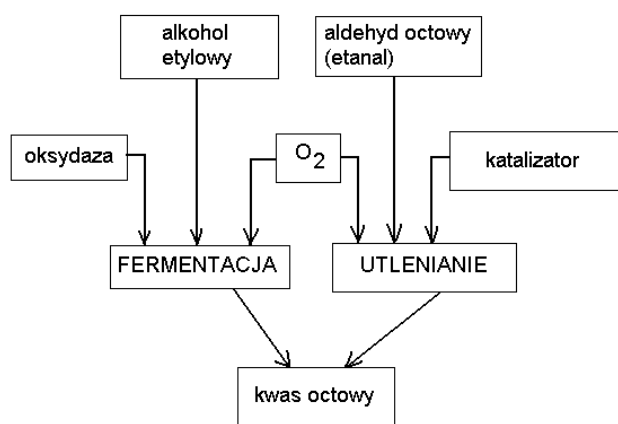 alkohol
etylowy
aldehyd octowy
(etanal)
oksydaza
O2
katalizator
FERMENTACJA
UTLENIANIE
kwas octowy